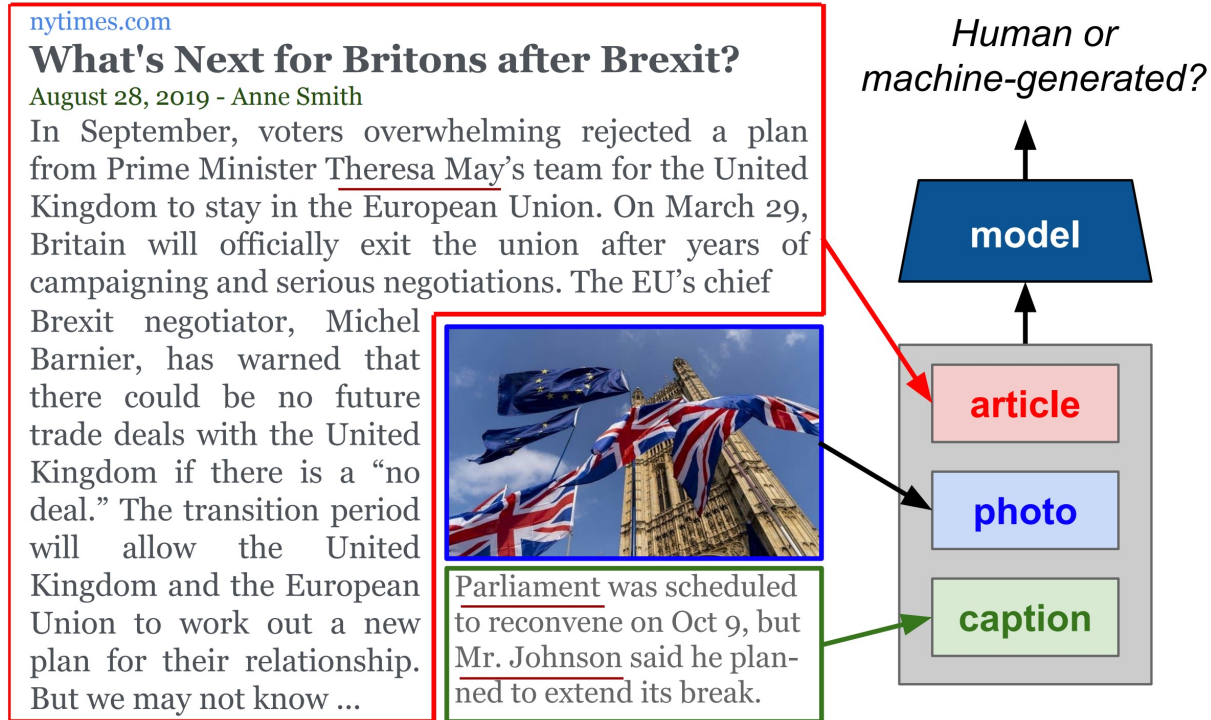 nytimes.com
What's Next for Britons after Brexit?
August 28, 2019 - Anne Smith
In September, voters overwhelming rejected a plan
from Prime Minister Theresa May's team for the United
Kingdom to stay in the European Union. On March 29,
Britain will officially exit the union after years of
campaigning and serious negotiations. The EU's chief
Brexit negotiator, Michel
Barnier, has warned that
there could be no future
trade deals with the United
Kingdom if there is a “no
deal.” The transition period
will allow the United
Kingdom and the European
Union to work out a new
plan for their relationship.
But we may not know ...
Parliament was scheduled
to reconvene on Oct 9, but
Mr. Johnson said he plan-
ned to extend its break.
Human or
machine-generated?
model
article
photo
caption